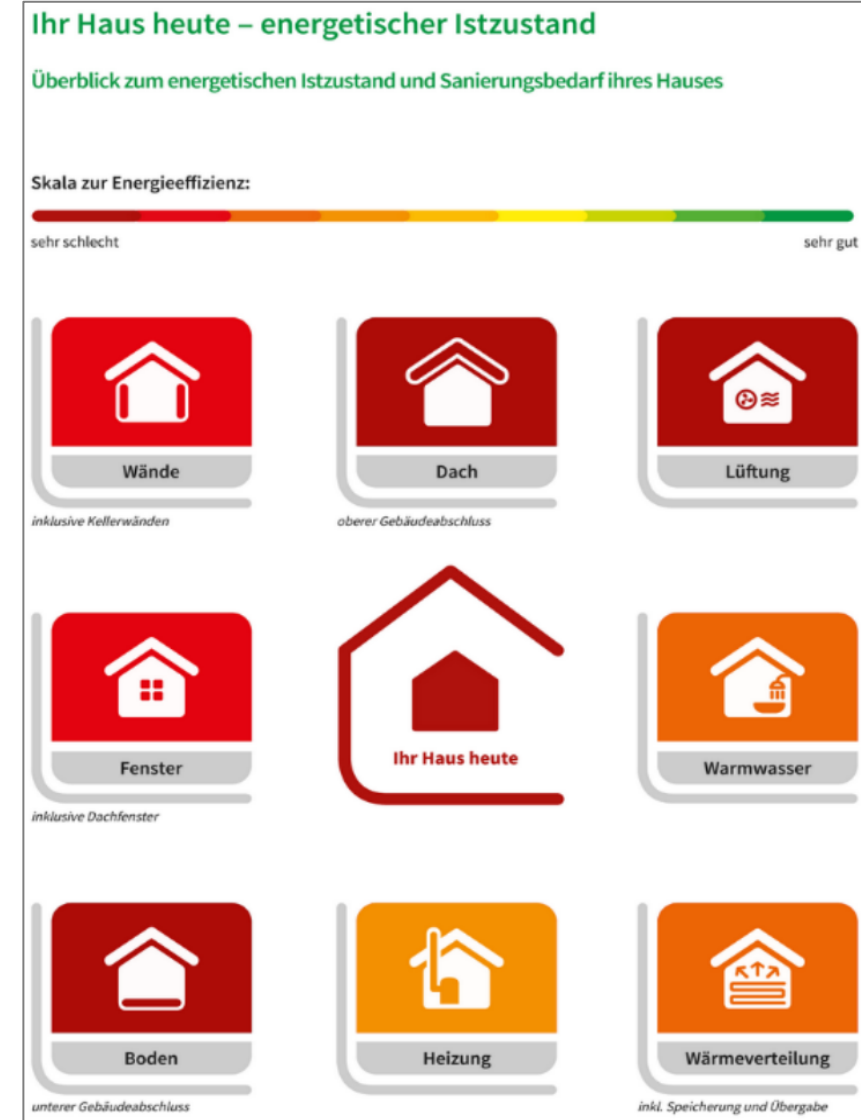 Ihr Haus heute – energetischer Istzustand
Überblick zum energetischen Istzustand und Sanierungsbedarf ihres Hauses
Skala zur Energieeffizienz:
sehr schlecht
sehr gut
Wände
Dach
Lüftung
inklusive Kellerwänden
oberer Gebäudeabschluss
Fenster
Ihr Haus heute
Warmwasser
inklusive Dachfenster
Boden
Heizung
Wärmeverteilung
unterer Gebäudeabschluss
inkl. Speicherung und Übergabe